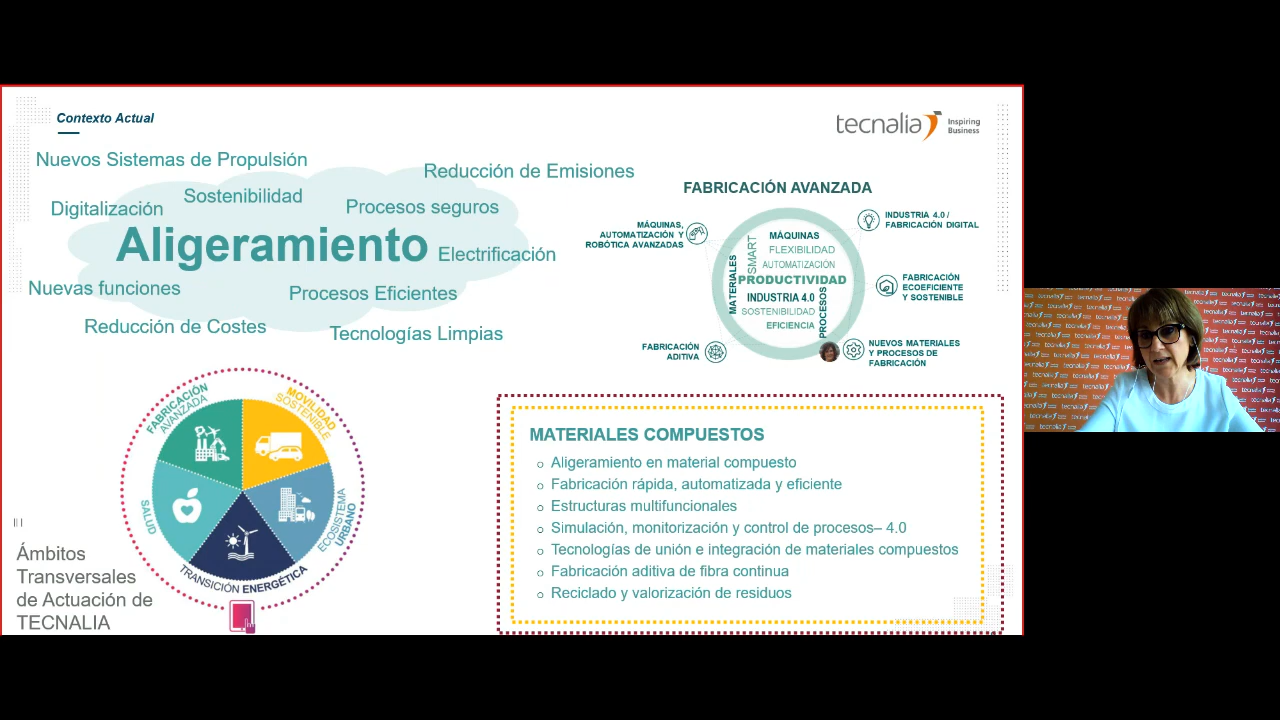 Contexto Actual
tecnalia Inspiring Business
Nuevos Sistemas de Propulsión
Reducción de Emisiones
Sostenibilidad
Digitalización
Procesos seguros
Aligeramiento
Electrificación
Nuevas funciones
Procesos Eficientes
Reducción de Costes
Tecnologías Limpias
FABRICACIÓN AVANZADA
MÁQUINAS,
AUTOMATIZACIÓN Y
ROBÓTICA AVANZADAS
INDUSTRIA 4.0 /
FABRICACIÓN DIGITAL
FABRICACIÓN
ECOEFICIENTE
Y SOSTENIBLE
NUEVOS MATERIALES
Y PROCESOS DE
FABRICACIÓN
FABRICACIÓN
ADITIVA
MATERIALES
SMART
MÁQUINAS
FLEXIBILIDAD
AUTOMATIZACIÓN
PRODUCTIVIDAD
INDUSTRIA 4.0
SOSTENIBILIDAD
EFICIENCIA
PROCESOS
FABRICACIÓN
AVANZADA
MOVILIDAD
SOSTENIBLE
ECOSISTEMA
URBANO
TRANSICIÓN ENERGÉTICA
SALUD
Ámbitos
Transversales
de Actuación de
TECNALIA
MATERIALES COMPUESTOS
o Aligeramiento en material compuesto
o Fabricación rápida, automatizada y eficiente
o Estructuras multifuncionales
o Simulación, monitorización y control de procesos– 4.0
o Tecnologías de unión e integración de materiales compuestos
o Fabricación aditiva de fibra continua
o Reciclado y valorización de residuos